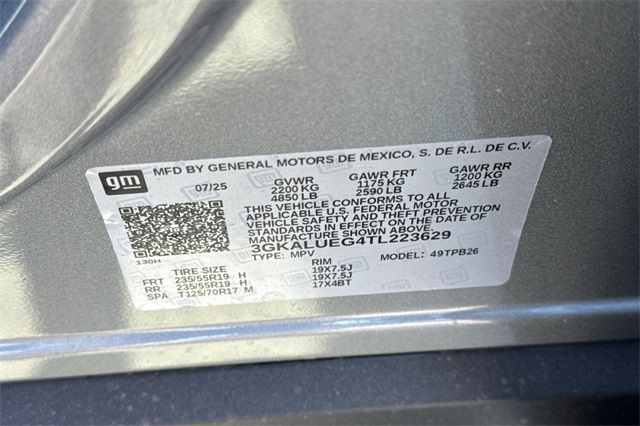 MFD BY GENERAL MOTORS DE MEXICO, S. DE R.L. DE C.V.
gm
07/25 GVWR GAWR FRT GAWR RR
2200 KG 1175 KG 1200 KG
4850 LB 2590 LB 2645 LB
THIS VEHICLE CONFORMS TO ALL
APPLICABLE U.S. FEDERAL MOTOR
VEHICLE SAFETY AND THEFT PREVENTION
STANDARDS IN EFFECT ON THE DATE OF
MANUFACTURE SHOWN ABOVE.
3GKALUEG4TL223629
130H
TYPE: MPV MODEL: 49TPB26
TIRE SIZE RIM
FRT 235/55R19 H 19X7.5J
RR 235/55R19 H 19X7.5J
SPA T125/70R17 M 17X4BT